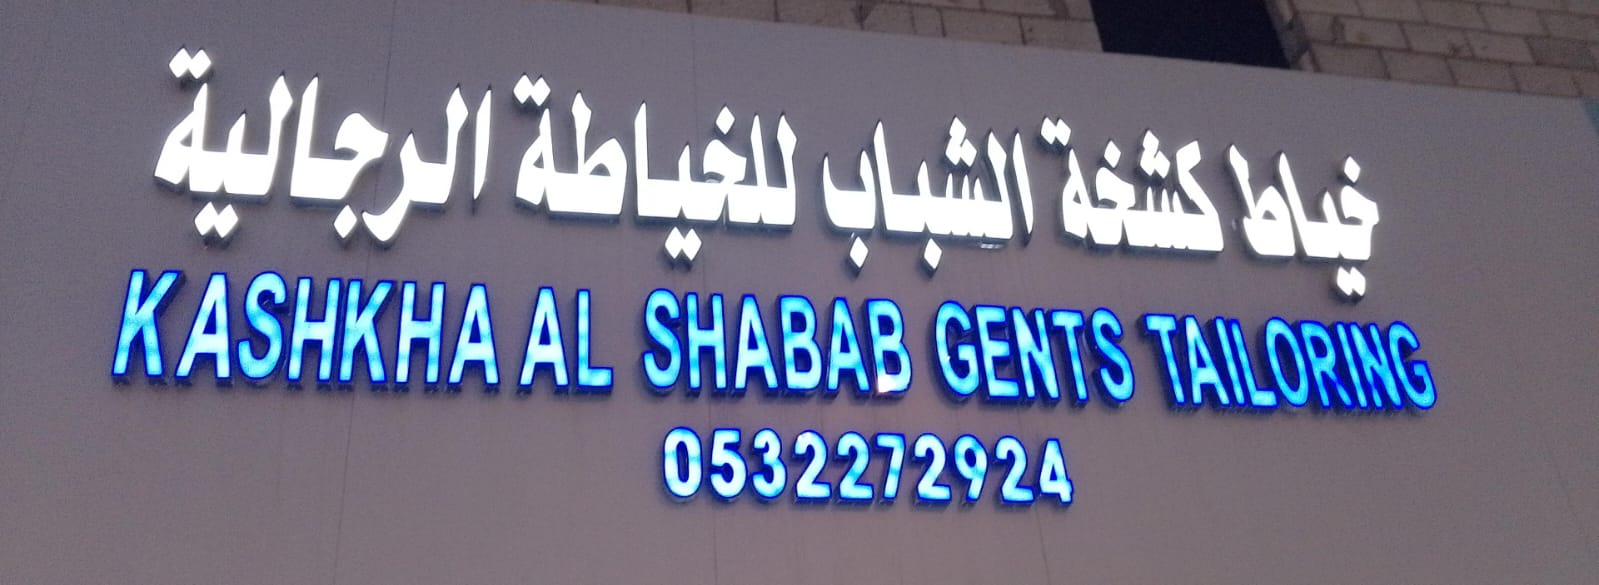 خياط كشخة الشباب للخياطة الرجالية
KASHKHA AL SHABAB GENTS TAILORING
0532272924